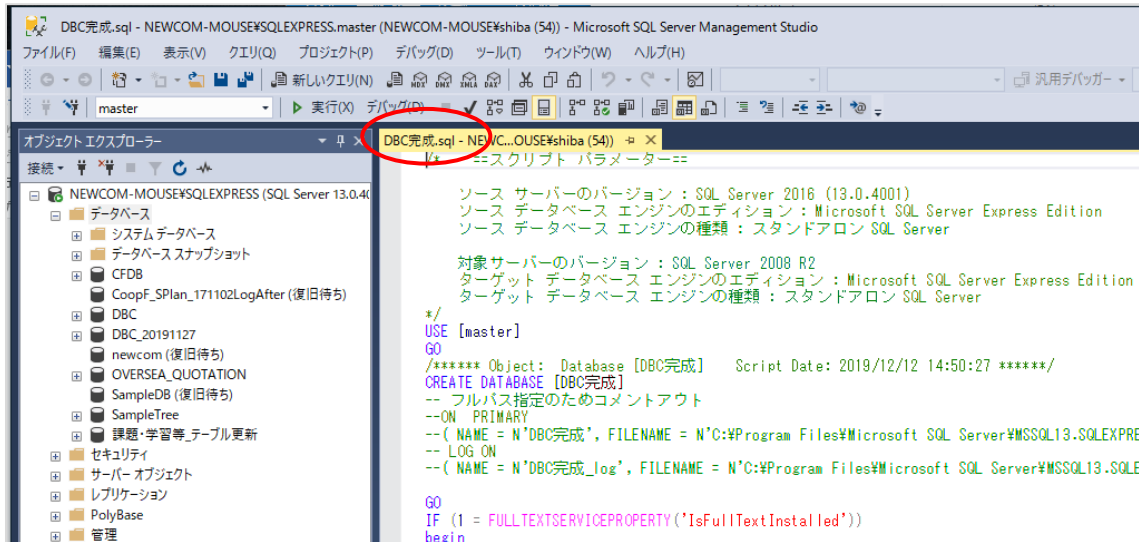 DBC完成.sql - NEWCOM-MOUSE¥SQLEXPRESS.master (NEWCOM-MOUSE¥shiba (54)) - Microsoft SQL Server Management Studio
ファイル(F) 編集(E) 表示(V) クエリ(Q) プロジェクト(P) デバッグ(D) ツール(T) ウィンドウ(W) ヘルプ(H)
新しいクエリ(N) MDX DMX XMLA DAX 汎用デバッガー
master 実行(X) デバッグ(D)
オブジェクト エクスプローラー
接続
NEWCOM-MOUSE¥SQLEXPRESS (SQL Server 13.0.40
データベース
システム データベース
データベース スナップショット
CFDB
CoopF_SPlan_171102LogAfter (復旧待ち)
DBC
DBC_20191127
newcom (復旧待ち)
OVERSEA_QUOTATION
SampleDB (復旧待ち)
SampleTree
課題・学習等_テーブル更新
セキュリティ
サーバー オブジェクト
レプリケーション
PolyBase
管理
DBC完成.sql - NEWC...OUSE¥shiba (54))
/* ==スクリプト パラメーター==
ソース サーバーのバージョン : SQL Server 2016 (13.0.4001)
ソース データベース エンジンのエディション : Microsoft SQL Server Express Edition
ソース データベース エンジンの種類 : スタンドアロン SQL Server
対象サーバーのバージョン : SQL Server 2008 R2
ターゲット データベース エンジンのエディション : Microsoft SQL Server Express Edition
ターゲット データベース エンジンの種類 : スタンドアロン SQL Server
*/
USE [master]
GO
/****** Object: Database [DBC完成] Script Date: 2019/12/12 14:50:27 ******/
CREATE DATABASE [DBC完成]
-- フルパス指定のためコメントアウト
--ON PRIMARY
--( NAME = N'DBC完成', FILENAME = N'C:¥Program Files¥Microsoft SQL Server¥MSSQL13.SQLEXPRE
-- LOG ON
--( NAME = N'DBC完成_log', FILENAME = N'C:¥Program Files¥Microsoft SQL Server¥MSSQL13.SQLE
GO
IF (1 = FULLTEXTSERVICEPROPERTY('IsFullTextInstalled'))
begin